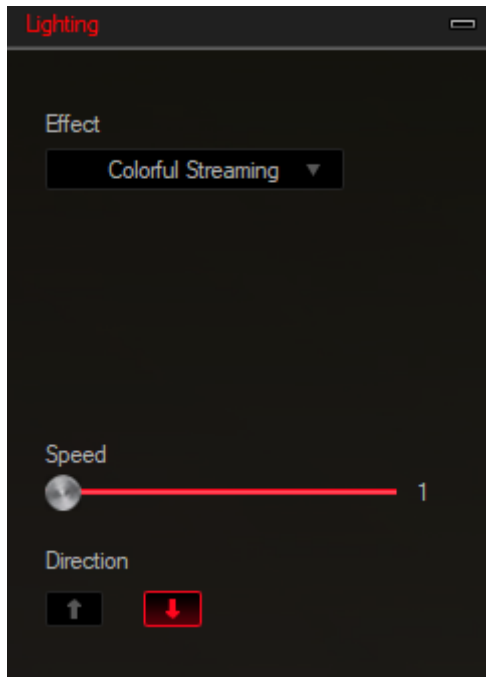 Lighting
Effect
Colorful Streaming
Speed
1
Direction